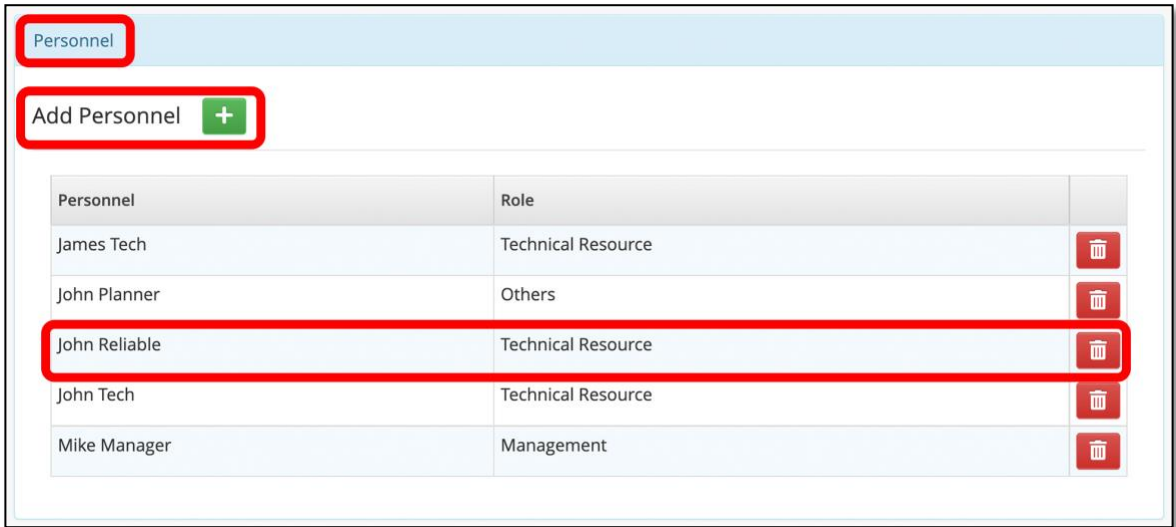 Personnel
Add Personnel +
Personnel Role
James Tech Technical Resource
John Planner Others
John Reliable Technical Resource
John Tech Technical Resource
Mike Manager Management